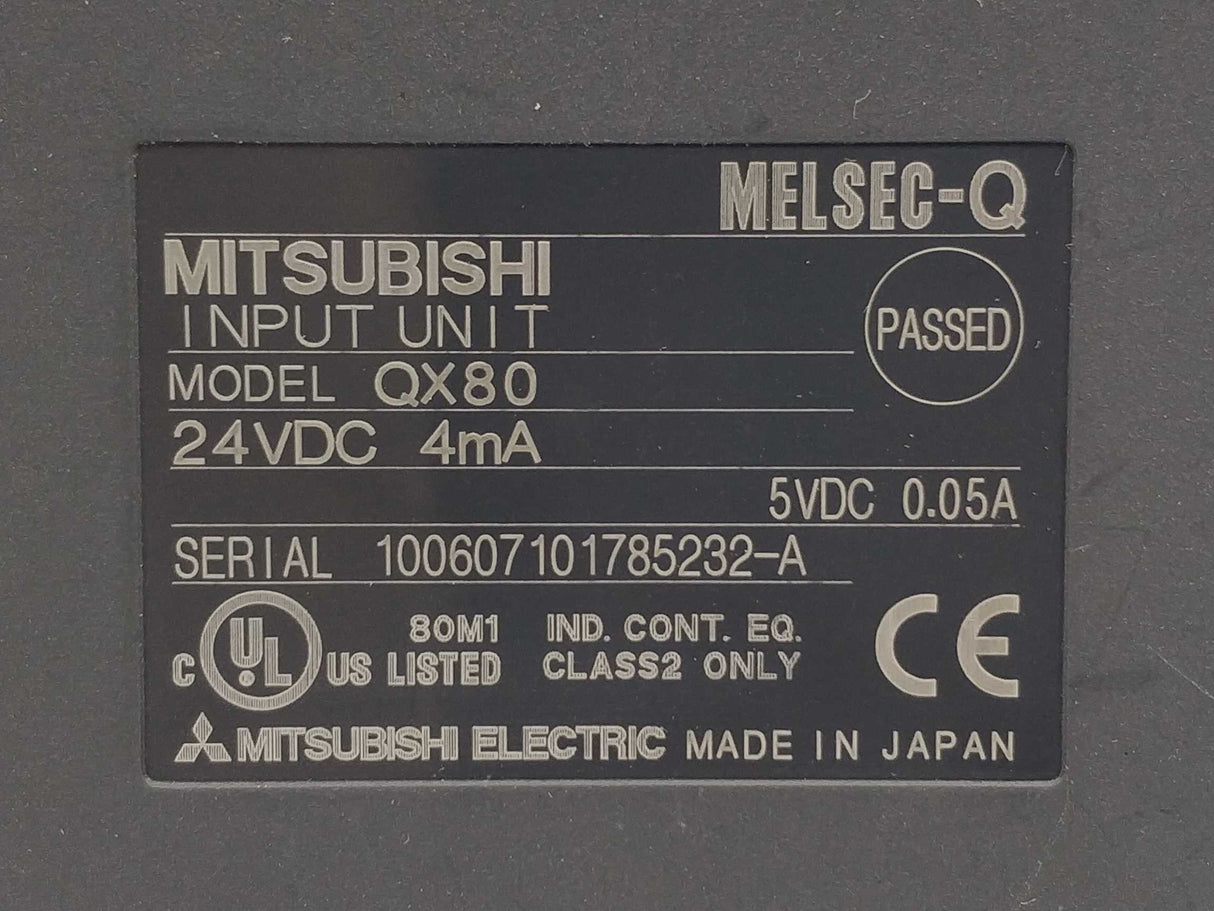 MELSEC-Q
MITSUBISHI
INPUT UNIT
PASSED
MODEL QX80
24VDC 4mA
5VDC 0.05A
SERIAL 100607101785232-A
C UL US LISTED 80M1 IND. CONT. EQ. CLASS2 ONLY CE
MITSUBISHI ELECTRIC MADE IN JAPAN